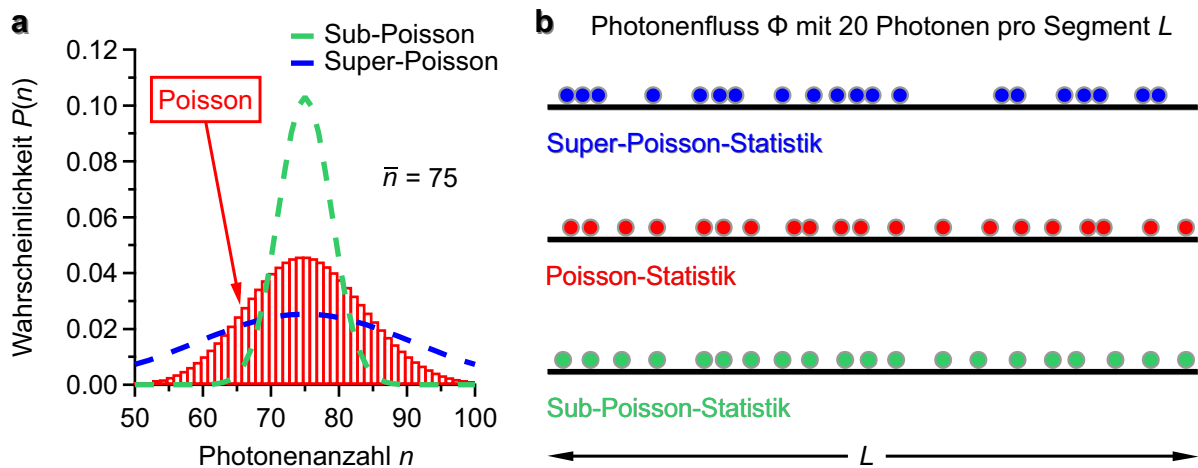 a
Sub-Poisson
Super-Poisson
Poisson
n̅ = 75
Wahrscheinlichkeit P(n)
0.12
0.10
0.08
0.06
0.04
0.02
0.00
50 60 70 80 90 100
Photonenanzahl n
b
Photonenfluss Φ mit 20 Photonen pro Segment L
Super-Poisson-Statistik
Poisson-Statistik
Sub-Poisson-Statistik
L